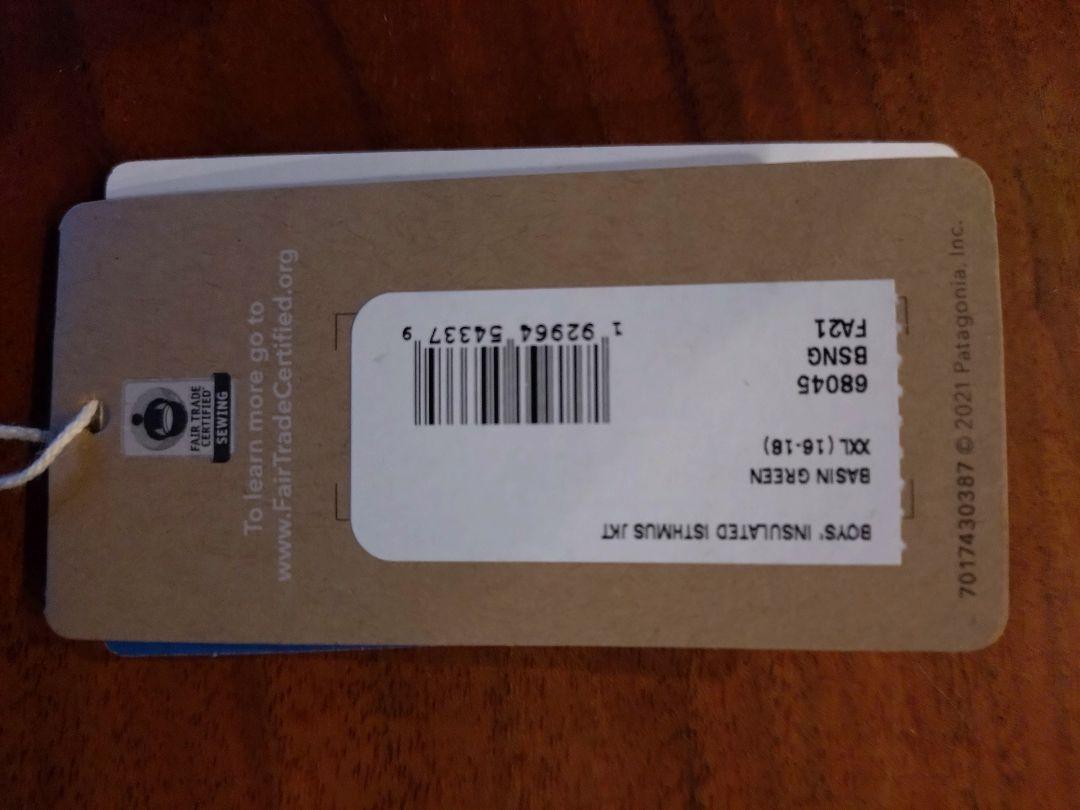 FAIR TRADE
CERTIFIED
SEWING
To learn more go to
www.FairTradeCertified.org
BOYS' INSULATED ISTHMUS JKT
BASIN GREEN
XXL (16-18)
68045
BSNG
FA21
1 92964 54337 9
7017430387 © 2021 Patagonia, Inc.